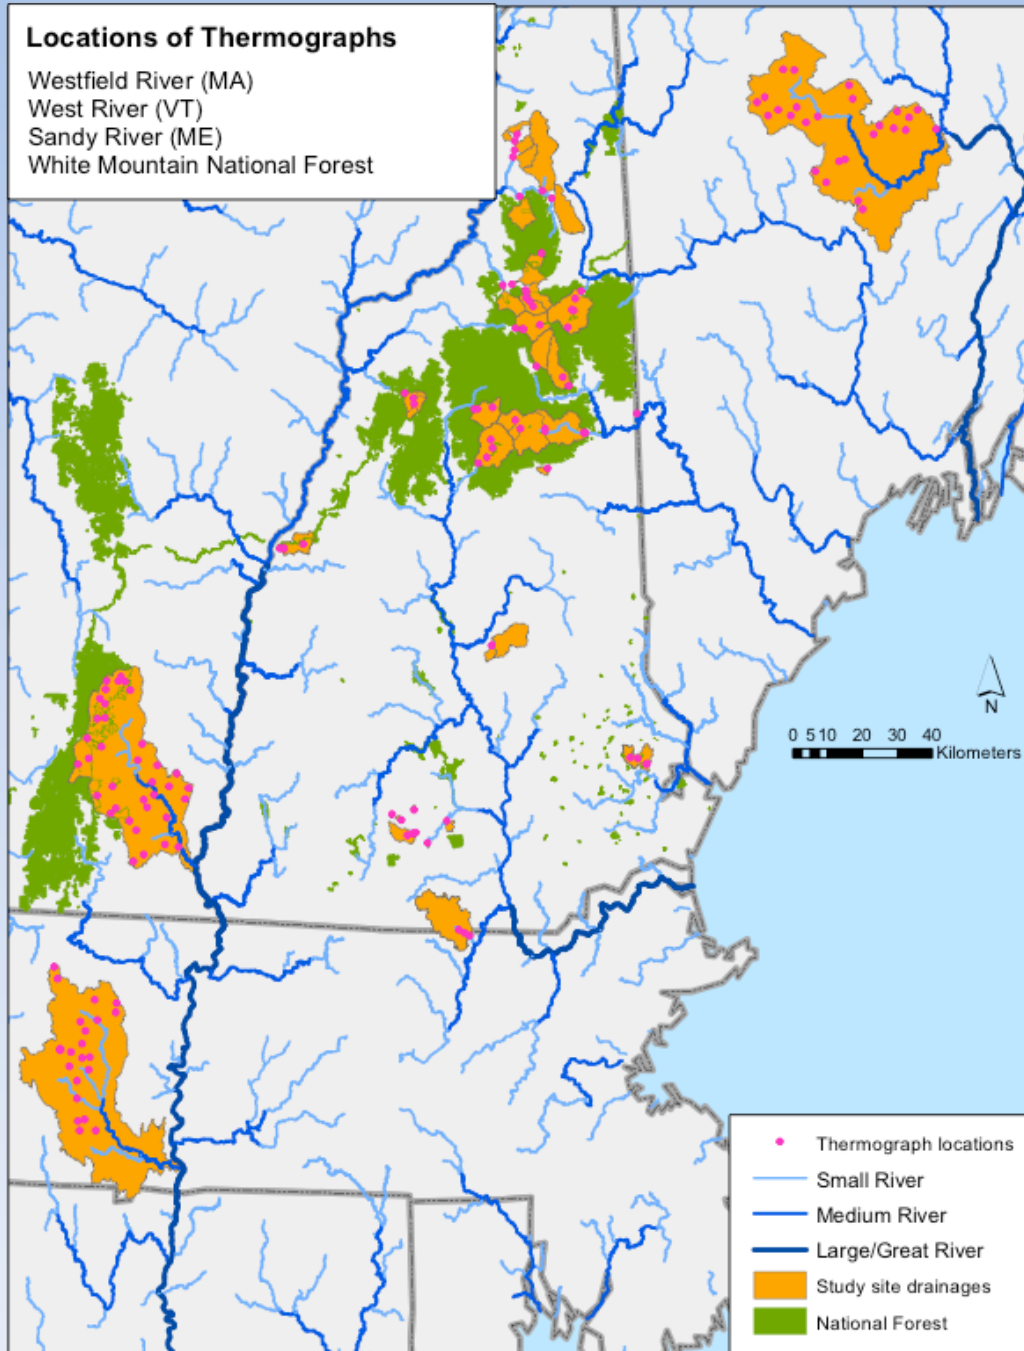 Locations of Thermographs
Westfield River (MA)
West River (VT)
Sandy River (ME)
White Mountain National Forest
N
0 5 10 20 30 40
Kilometers
Thermograph locations
Small River
Medium River
Large/Great River
Study site drainages
National Forest